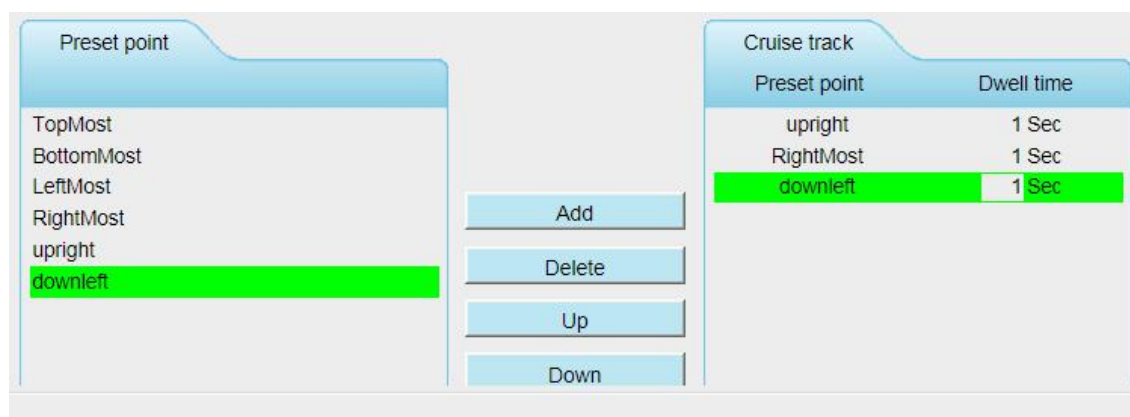 Preset point
TopMost
BottomMost
LeftMost
RightMost
upright
downleft
Add
Delete
Up
Down
Cruise track
Preset point Dwell time
upright 1 Sec
RightMost 1 Sec
downleft 1 Sec